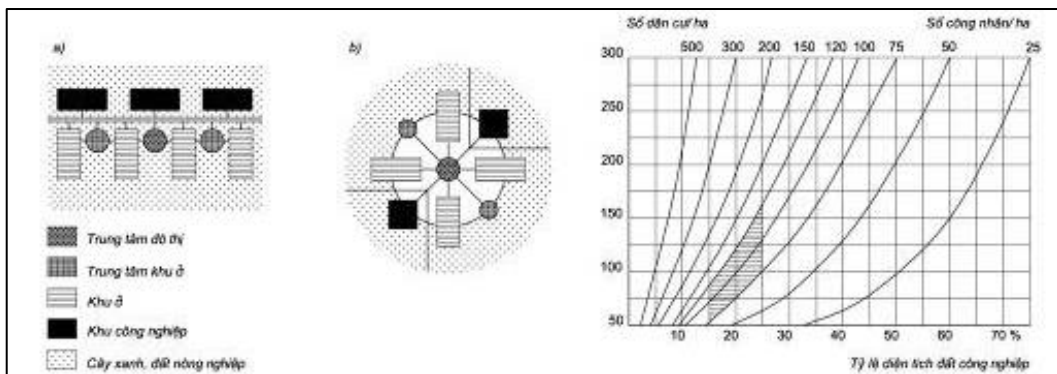 a)
b)
Trung tâm đô thị
Trung tâm khu ở
Khu ở
Khu công nghiệp
Cây xanh, đất nông nghiệp
Số dân cư/ ha
Số công nhân/ ha
500 300 200 150 120 100 75 50 25
300
250
200
150
100
50
10 20 30 40 50 60 70 %
Tỷ lệ diện tích đất công nghiệp